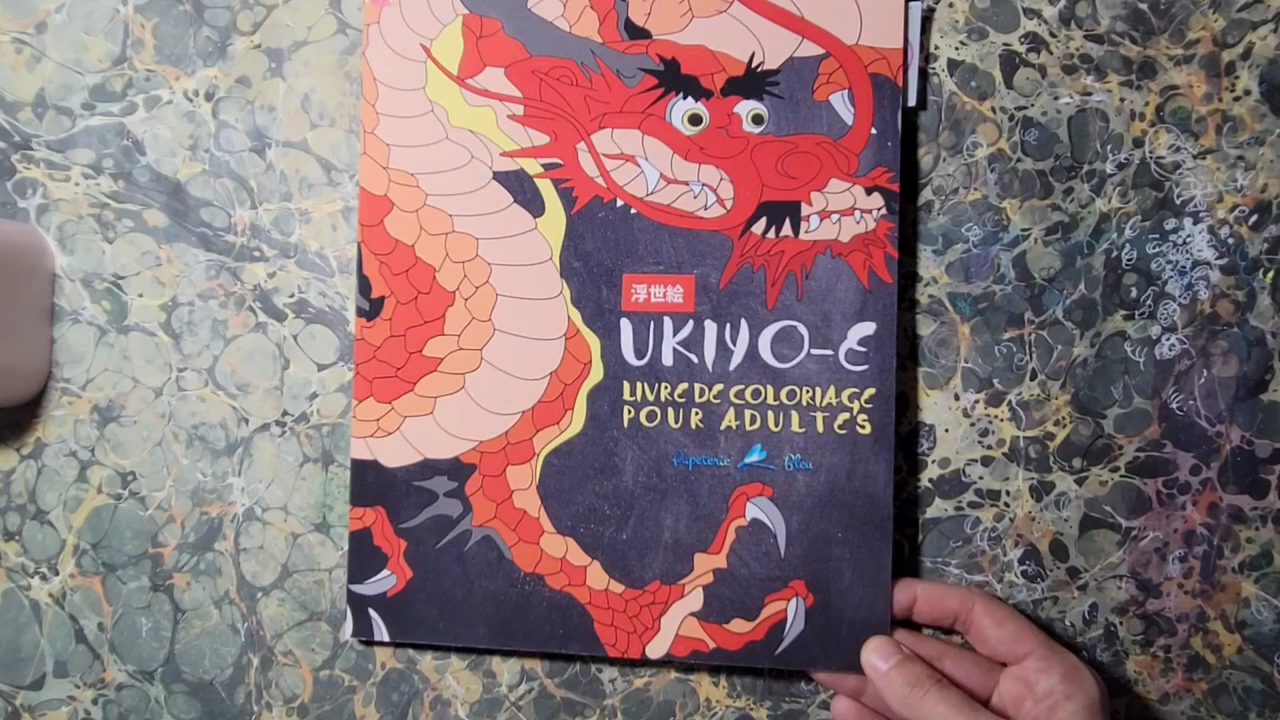 浮世絵
UKIYO-E
LIVRE DE COLORIAGE
POUR ADULTES
Papeterie Bleu